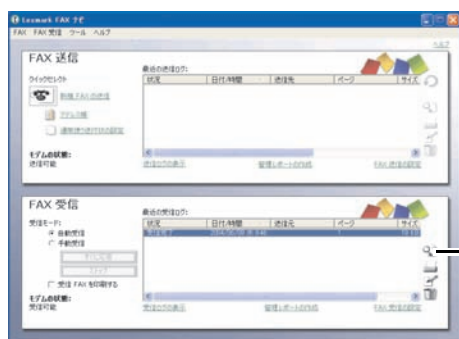 Lexmark FAX ナビ
FAX FAX 受信 ツール ヘルプ
ヘルプ
FAX 送信
クイックセレクト
最近の送信ログ:
状況 日付/時間 送信先 ページ サイズ
新規 FAX の送信
アドレス帳
モデムの状態:
送信可能
送信ログの表示 管理レポートの作成 FAX 送信の設定
FAX 受信
受信モード:
自動受信
手動受信
最近の受信ログ:
状況 日付/時間 送信元 ページ サイズ
受信完了
受信 FAX を印刷する
モデムの状態:
受信可能
受信ログの表示 管理レポートの作成 FAX 受信の設定